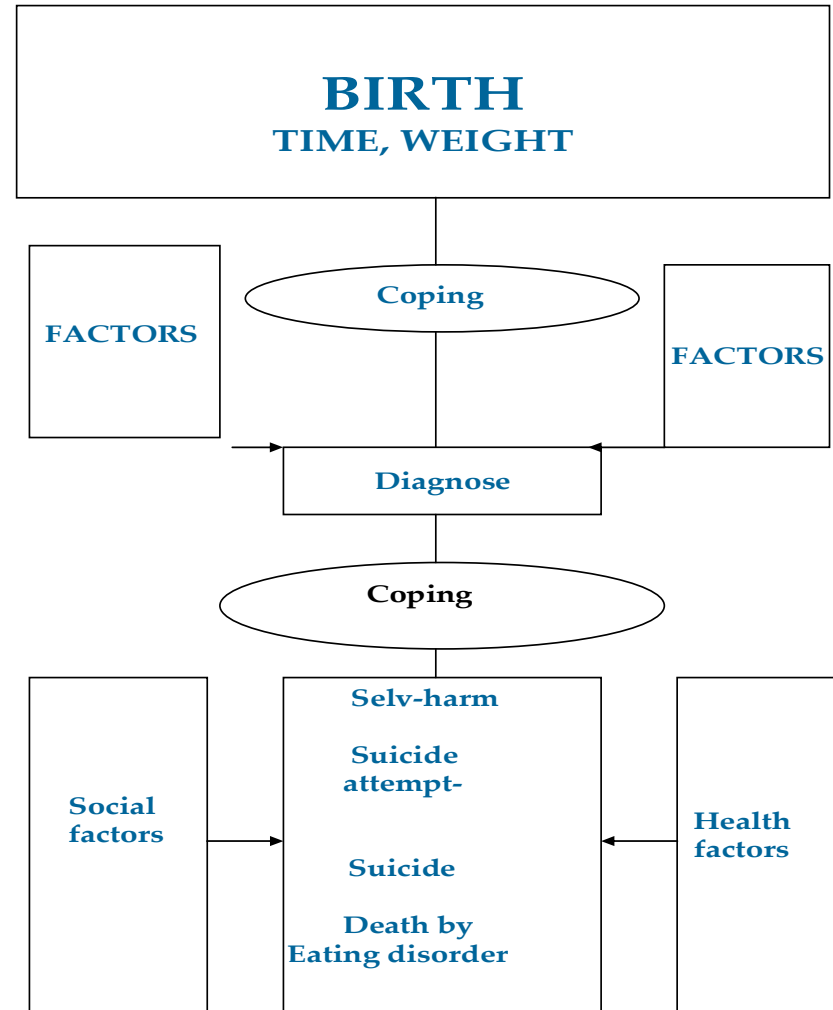 BIRTH
TIME, WEIGHT
Coping
FACTORS
FACTORS
Diagnose
Coping
Selv-harm
Suicide
attempt-
Social
factors
Health
factors
Suicide
Death by
Eating disorder